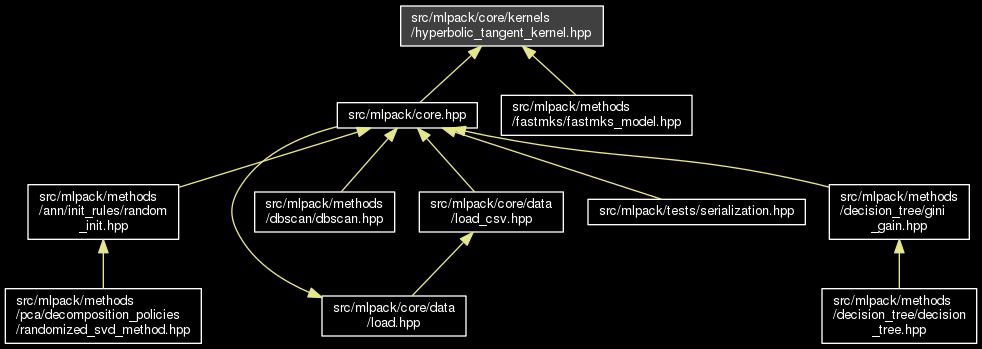 src/mlpack/core/kernels
/hyperbolic_tangent_kernel.hpp
src/mlpack/core.hpp
src/mlpack/methods
/fastmks/fastmks_model.hpp
src/mlpack/methods
/ann/init_rules/random
_init.hpp
src/mlpack/methods
/dbscan/dbscan.hpp
src/mlpack/core/data
/load_csv.hpp
src/mlpack/tests/serialization.hpp
src/mlpack/methods
/decision_tree/gini
_gain.hpp
src/mlpack/methods
/pca/decomposition_policies
/randomized_svd_method.hpp
src/mlpack/core/data
/load.hpp
src/mlpack/methods
/decision_tree/decision
_tree.hpp